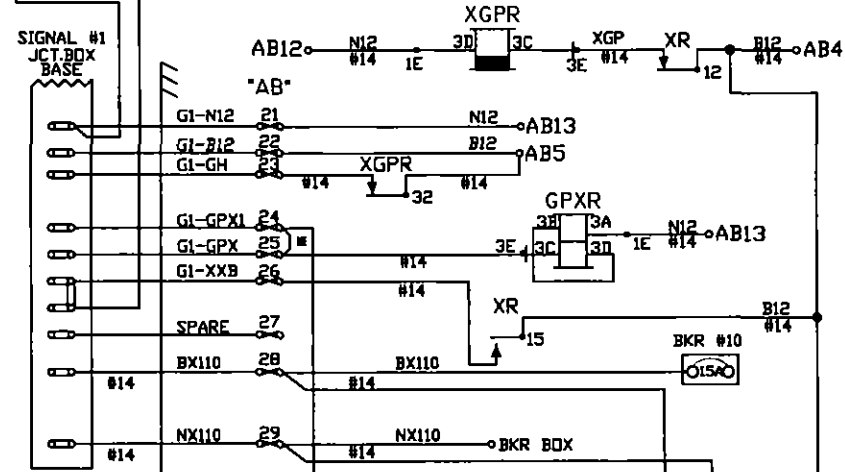 XGPR
SIGNAL #1
JCT.BOX
BASE
AB12
N12
#14
1E
3D
3C
3E
XGP
#14
XR
12
B12
#14
AB4
"AB"
G1-N12
21
N12
AB13
G1-B12
22
B12
AB5
G1-GH
23
#14
XGPR
32
#14
GPXR
G1-GPX1
24
3B
3A
N12
#14
1E
AB13
G1-GPX
25
#14
3E
3C
3D
G1-XXB
26
#14
XR
15
B12
#14
SPARE
27
BKR #10
15A
BX110
28
BX110
#14
#14
NX110
29
NX110
BKR BOX
#14
#14